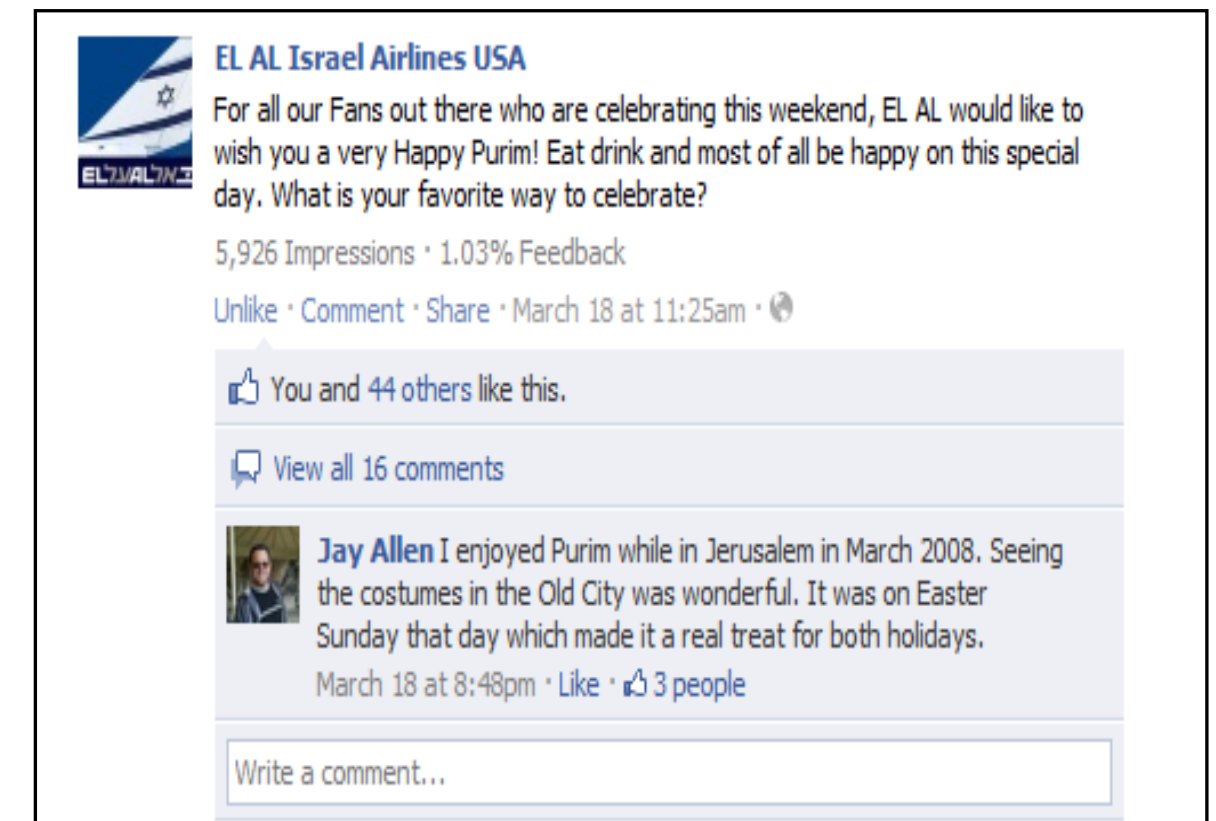 EL AL Israel Airlines USA
For all our Fans out there who are celebrating this weekend, EL AL would like to
wish you a very Happy Purim! Eat drink and most of all be happy on this special
day. What is your favorite way to celebrate?
5,926 Impressions · 1.03% Feedback
Unlike · Comment · Share · March 18 at 11:25am ·
You and 44 others like this.
View all 16 comments
Jay Allen I enjoyed Purim while in Jerusalem in March 2008. Seeing
the costumes in the Old City was wonderful. It was on Easter
Sunday that day which made it a real treat for both holidays.
March 18 at 8:48pm · Like · 3 people
Write a comment...